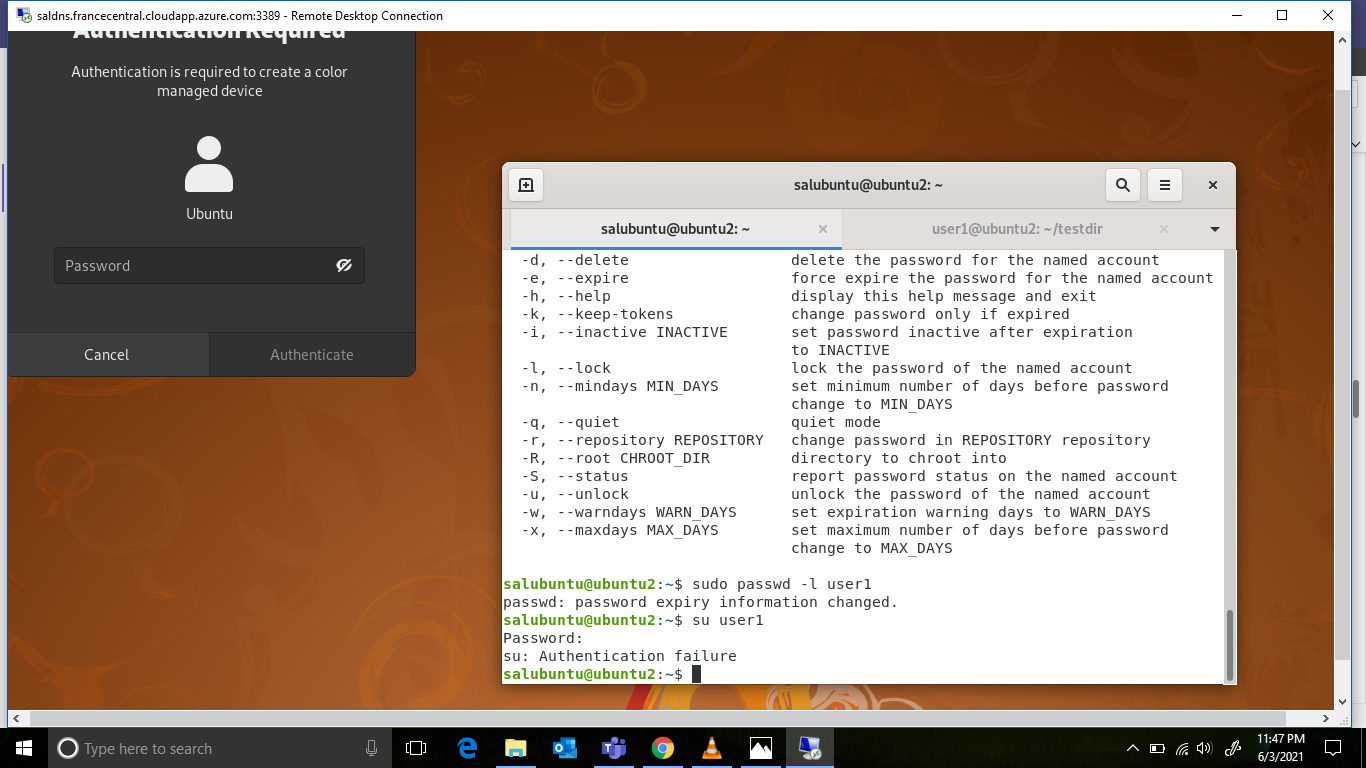 saldns.francecentral.cloudapp.azure.com:3389 - Remote Desktop Connection
Authentication Required
Authentication is required to create a color
managed device
Ubuntu
Password
Cancel
Authenticate
salubuntu@ubuntu2: ~
salubuntu@ubuntu2: ~
user1@ubuntu2: ~/testdir
-d, --delete delete the password for the named account
-e, --expire force expire the password for the named account
-h, --help display this help message and exit
-k, --keep-tokens change password only if expired
-i, --inactive INACTIVE set password inactive after expiration
to INACTIVE
-l, --lock lock the password of the named account
-n, --mindays MIN_DAYS set minimum number of days before password
change to MIN_DAYS
-q, --quiet quiet mode
-r, --repository REPOSITORY change password in REPOSITORY repository
-R, --root CHROOT_DIR directory to chroot into
-S, --status report password status on the named account
-u, --unlock unlock the password of the named account
-w, --warndays WARN_DAYS set expiration warning days to WARN_DAYS
-x, --maxdays MAX_DAYS set maximum number of days before password
change to MAX_DAYS
salubuntu@ubuntu2:~$ sudo passwd -l user1
passwd: password expiry information changed.
salubuntu@ubuntu2:~$ su user1
Password:
su: Authentication failure
salubuntu@ubuntu2:~$
Type here to search
11:47 PM
6/3/2021